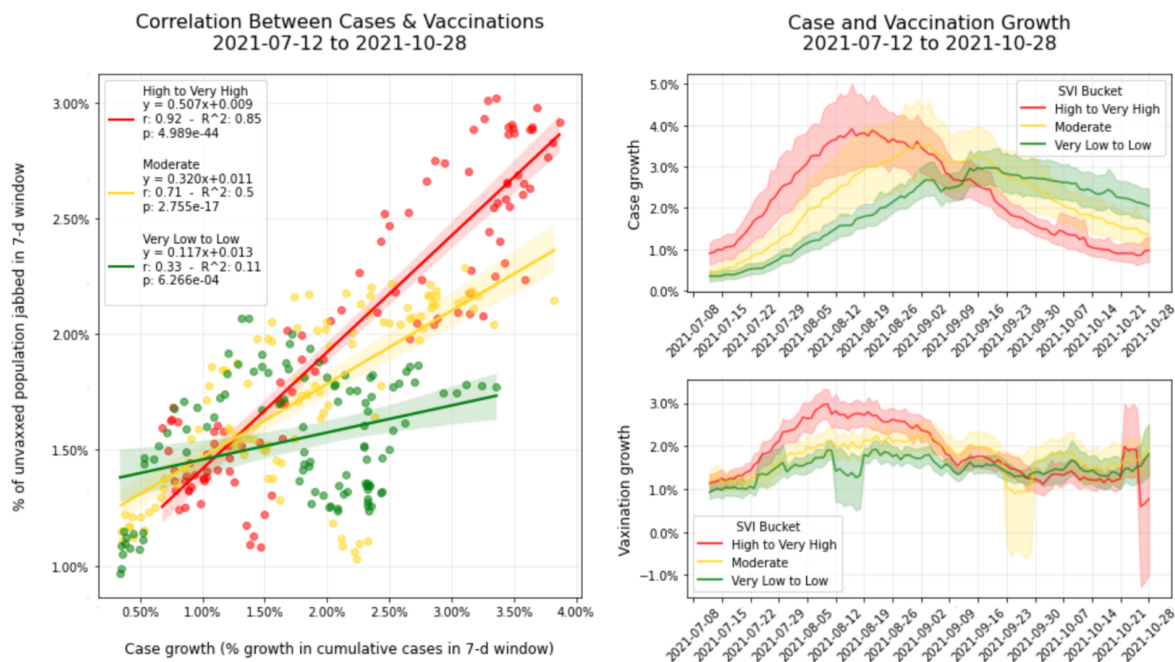 Correlation Between Cases & Vaccinations
2021-07-12 to 2021-10-28
High to Very High
y = 0.507x+0.009
r: 0.92 - R^2: 0.85
p: 4.989e-44
Moderate
y = 0.320x+0.011
r: 0.71 - R^2: 0.5
p: 2.755e-17
Very Low to Low
y = 0.117x+0.013
r: 0.33 - R^2: 0.11
p: 6.266e-04
% of unvaxxed population jabbed in 7-d window
3.00%
2.50%
2.00%
1.50%
1.00%
0.50%
1.00%
1.50%
2.00%
2.50%
3.00%
3.50%
4.00%
Case growth (% growth in cumulative cases in 7-d window)
Case and Vaccination Growth
2021-07-12 to 2021-10-28
SVI Bucket
High to Very High
Moderate
Very Low to Low
Case growth
5.0%
4.0%
3.0%
2.0%
1.0%
0.0%
2021-07-08
2021-07-15
2021-07-22
2021-07-29
2021-08-05
2021-08-12
2021-08-19
2021-08-26
2021-09-02
2021-09-09
2021-09-16
2021-09-23
2021-09-30
2021-10-07
2021-10-14
2021-10-21
2021-10-28
Vaxination growth
3.0%
2.0%
1.0%
0.0%
−1.0%
SVI Bucket
High to Very High
Moderate
Very Low to Low
2021-07-08
2021-07-15
2021-07-22
2021-07-29
2021-08-05
2021-08-12
2021-08-19
2021-08-26
2021-09-02
2021-09-09
2021-09-16
2021-09-23
2021-09-30
2021-10-07
2021-10-14
2021-10-21
2021-10-28